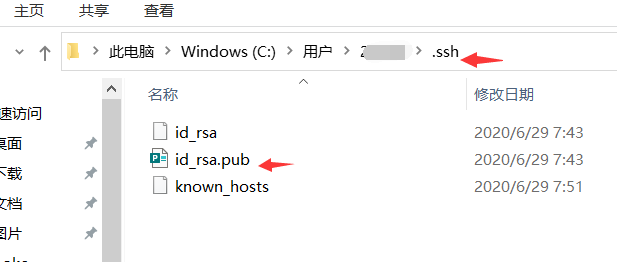 主页 共享 查看
此电脑 Windows (C:) 用户 2 .ssh
名称 修改日期
速访问
桌面
下载
文档
图片
id_rsa 2020/6/29 7:43
id_rsa.pub 2020/6/29 7:43
known_hosts 2020/6/29 7:51